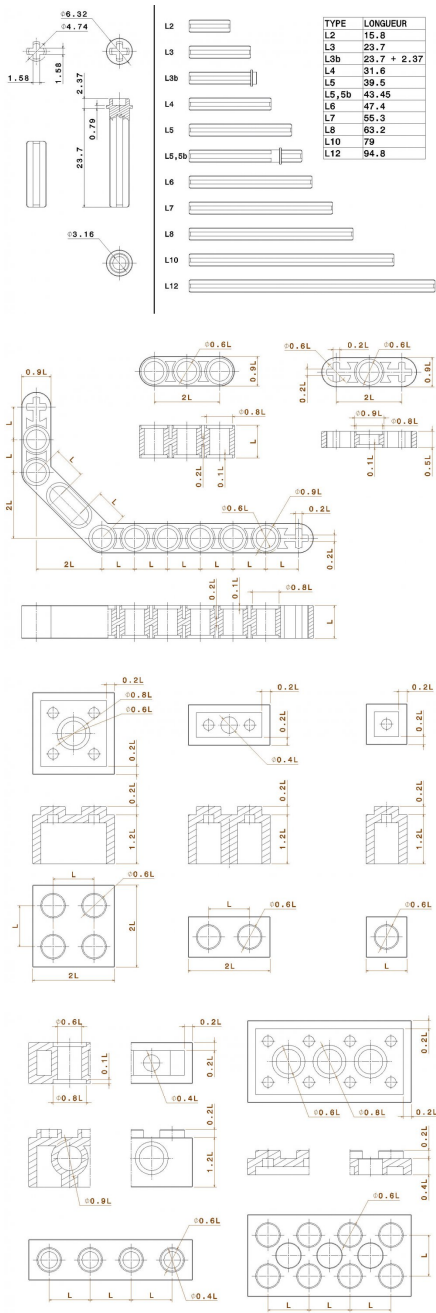 Φ6.32
Φ4.74
1.58
1.58
2.37
0.79
23.7
Φ3.16
L2
L3
L3b
L4
L5
L5,5b
L6
L7
L8
L10
L12
TYPE LONGUEUR
L2 15.8
L3 23.7
L3b 23.7 + 2.37
L4 31.6
L5 39.5
L5,5b 43.45
L6 47.4
L7 55.3
L8 63.2
L10 79
L12 94.8
0.9L
Φ0.6L
0.9L
2L
Φ0.6L
0.2L
Φ0.6L
0.9L
0.2L
2L
Φ0.8L
L
0.2L
0.1L
Φ0.9L
Φ0.8L
0.1L
0.5L
L
L
2L
L
L
Φ0.9L
Φ0.6L
0.2L
0.2L
2L
L
L
L
L
L
L
0.2L
0.1L
Φ0.8L
L
0.2L
Φ0.8L
Φ0.6L
0.2L
0.2L
1.2L
L
Φ0.6L
L
2L
2L
0.2L
0.2L
Φ0.4L
0.2L
1.2L
L
Φ0.6L
2L
0.2L
0.2L
0.2L
1.2L
Φ0.6L
L
Φ0.6L
0.1L
Φ0.8L
0.2L
0.2L
Φ0.4L
0.2L
1.2L
Φ0.9L
0.2L
Φ0.6L
Φ0.8L
0.2L
0.2L
0.4L
Φ0.6L
L
L
L
Φ0.4L
Φ0.6L
L
L
L
L